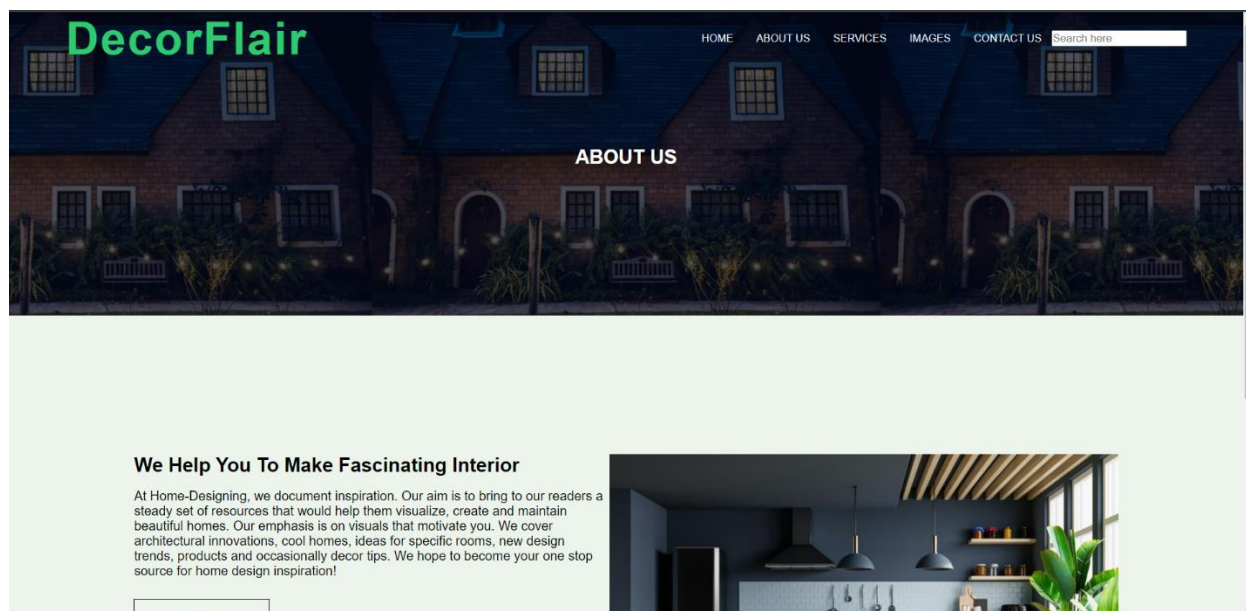 DecorFlair
HOME ABOUT US SERVICES IMAGES CONTACT US Search here
ABOUT US
We Help You To Make Fascinating Interior
At Home-Designing, we document inspiration. Our aim is to bring to our readers a
steady set of resources that would help them visualize, create and maintain
beautiful homes. Our emphasis is on visuals that motivate you. We cover
architectural innovations, cool homes, ideas for specific rooms, new design
trends, products and occasionally decor tips. We hope to become your one stop
source for home design inspiration!